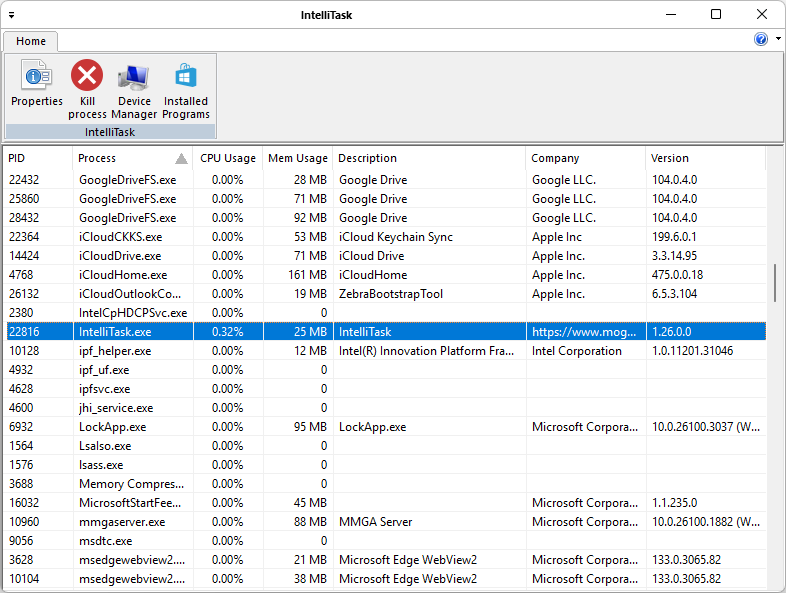 IntelliTask
Home
Properties
Kill process
Device Manager
Installed Programs
IntelliTask
PID Process CPU Usage Mem Usage Description Company Version
22432 GoogleDriveFS.exe 0.00% 28 MB Google Drive Google LLC. 104.0.4.0
25860 GoogleDriveFS.exe 0.00% 71 MB Google Drive Google LLC. 104.0.4.0
28432 GoogleDriveFS.exe 0.00% 92 MB Google Drive Google LLC. 104.0.4.0
22364 iCloudCKKS.exe 0.00% 53 MB iCloud Keychain Sync Apple Inc 199.6.0.1
14424 iCloudDrive.exe 0.00% 71 MB iCloud Drive Apple Inc. 3.3.14.95
4768 iCloudHome.exe 0.00% 161 MB iCloudHome Apple Inc. 475.0.0.18
26132 iCloudOutlookCo... 0.00% 19 MB ZebraBootstrapTool Apple Inc. 6.5.3.104
2380 IntelCpHDCPSvc.exe 0.00% 0
22816 IntelliTask.exe 0.32% 25 MB IntelliTask https://www.mog... 1.26.0.0
10128 ipf_helper.exe 0.00% 12 MB Intel(R) Innovation Platform Fra... Intel Corporation 1.0.11201.31046
4932 ipf_uf.exe 0.00% 0
4628 ipfsvc.exe 0.00% 0
4600 jhi_service.exe 0.00% 0
6932 LockApp.exe 0.00% 95 MB LockApp.exe Microsoft Corpora... 10.0.26100.3037 (W...
1564 LsaIso.exe 0.00% 0
1576 lsass.exe 0.00% 0
3688 Memory Compres... 0.00% 0
16032 MicrosoftStartFee... 0.00% 45 MB Microsoft Corpora... 1.1.235.0
10960 mmgaserver.exe 0.00% 88 MB MMGA Server Microsoft Corpora... 10.0.26100.1882 (W...
9056 msdtc.exe 0.00% 0
3628 msedgewebview2.... 0.00% 21 MB Microsoft Edge WebView2 Microsoft Corpora... 133.0.3065.82
10104 msedgewebview2.... 0.00% 38 MB Microsoft Edge WebView2 Microsoft Corpora... 133.0.3065.82